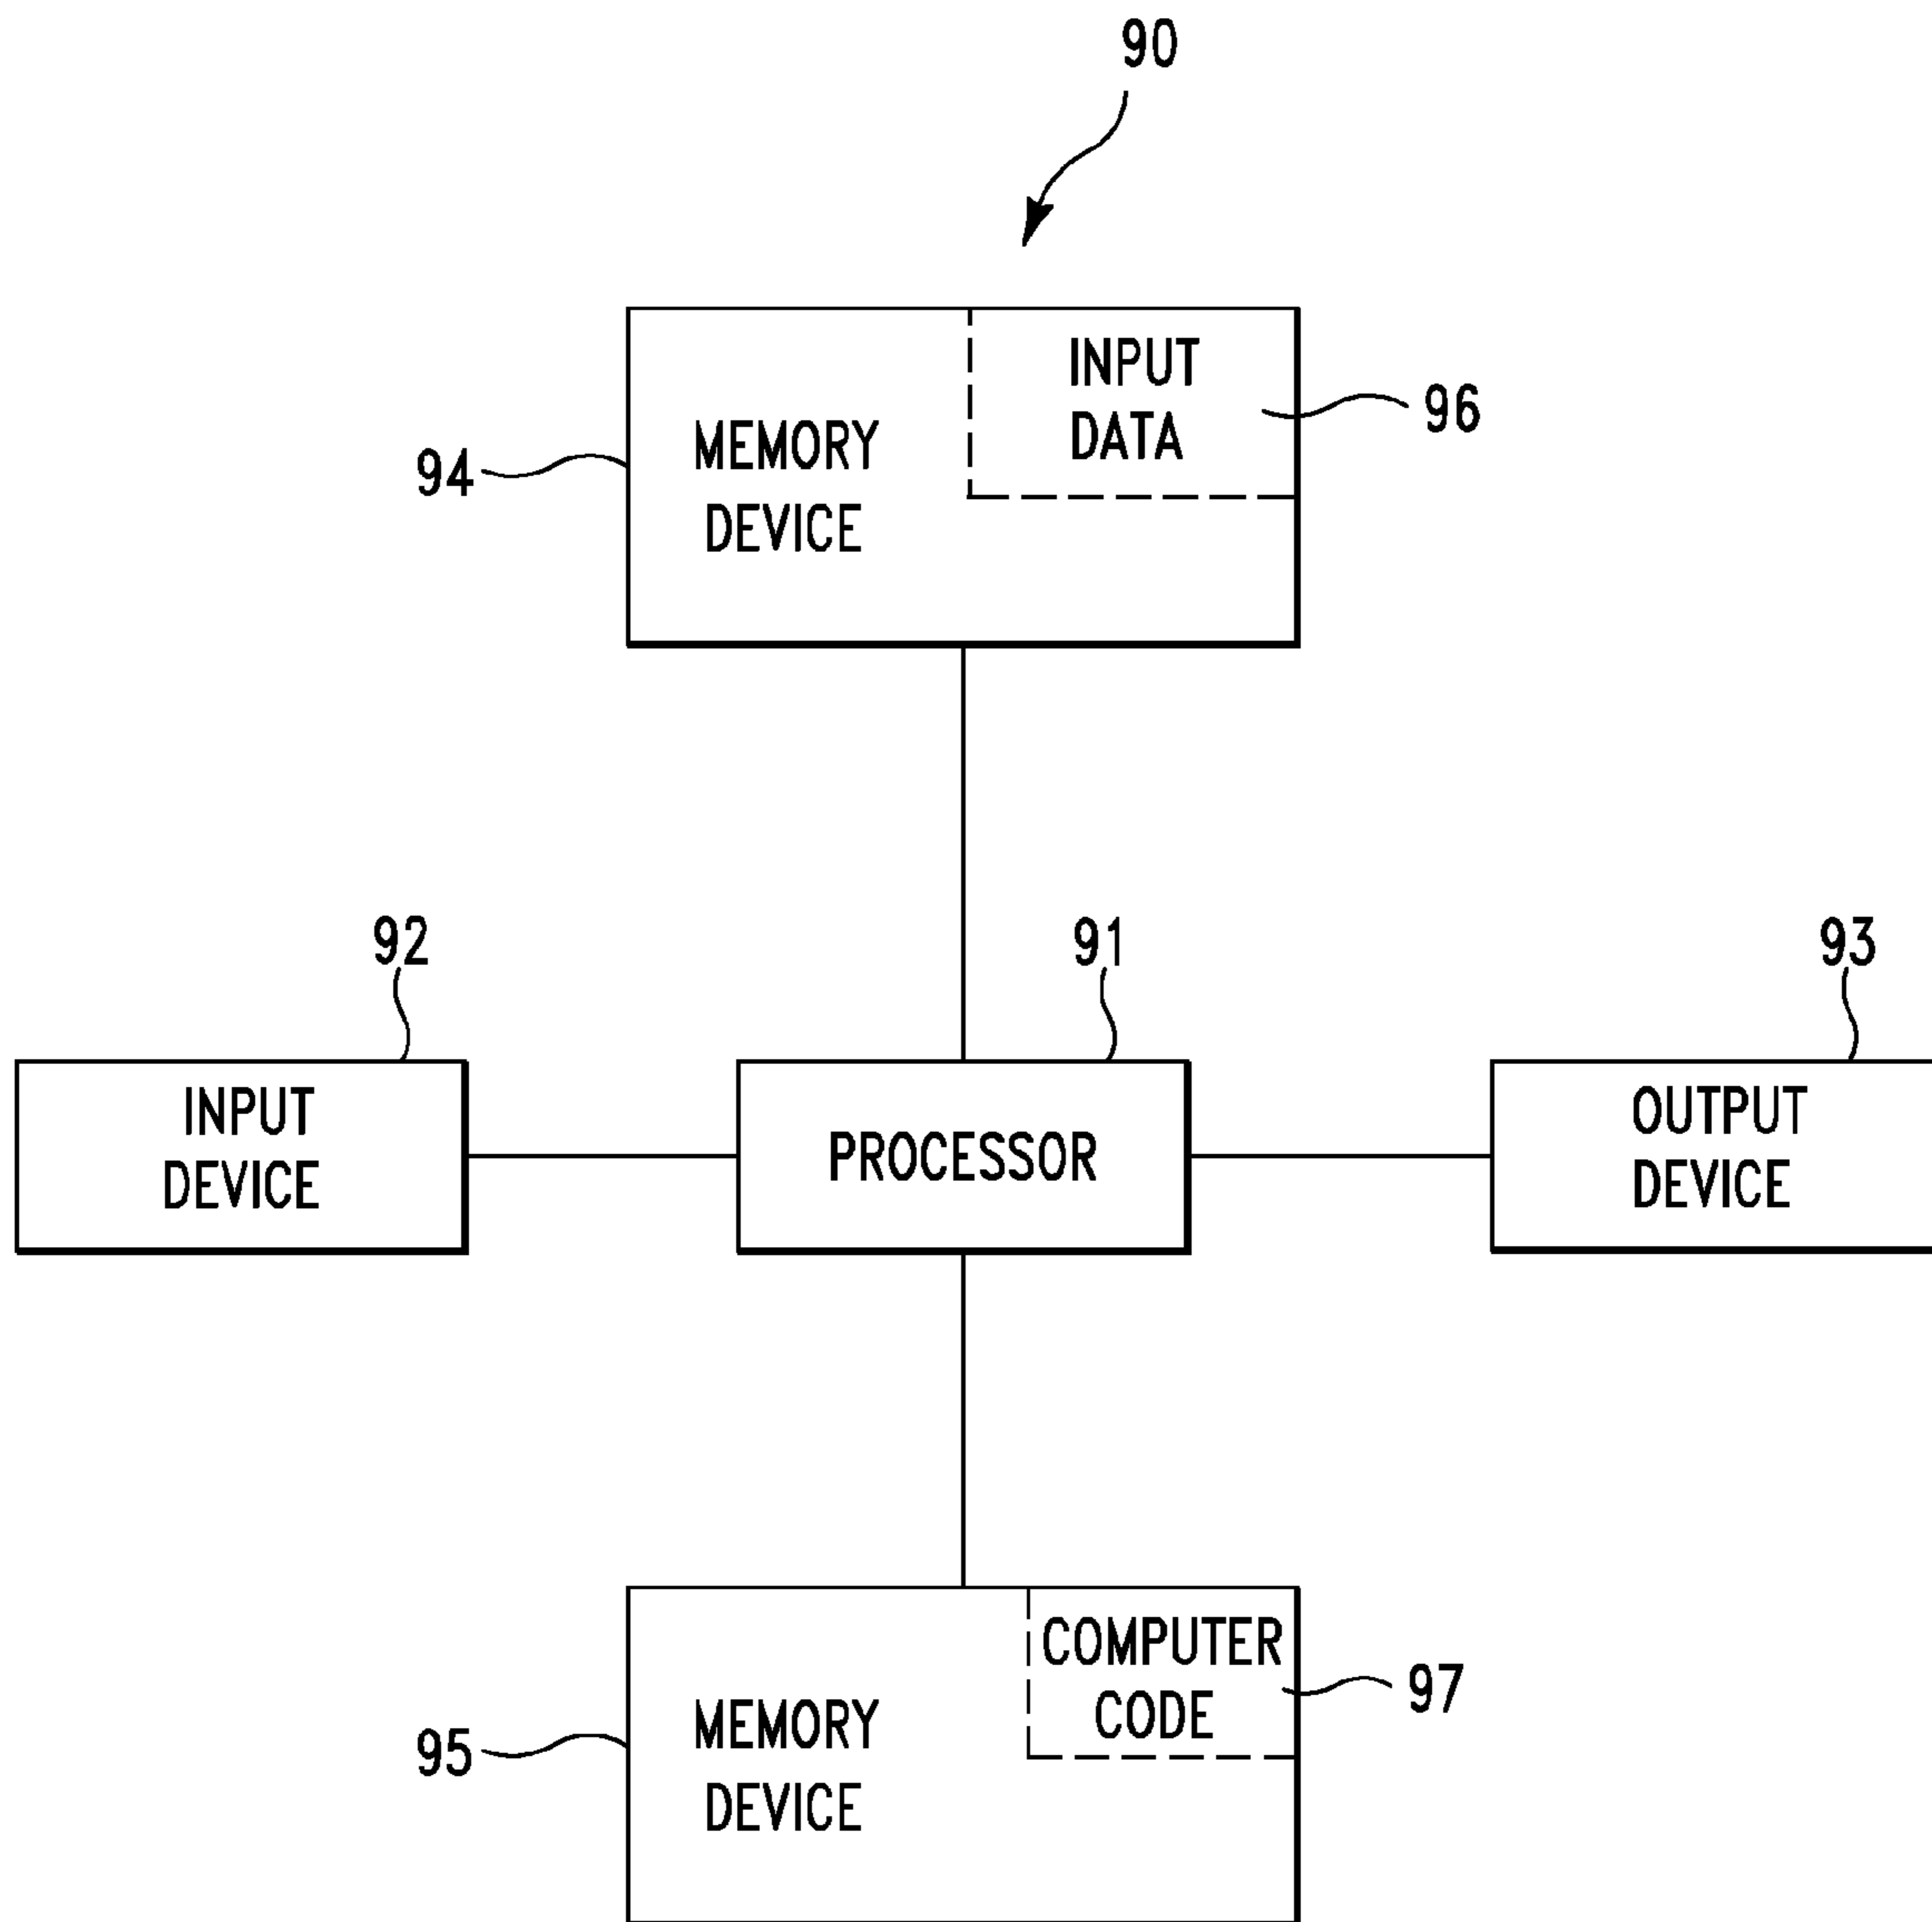 90
INPUT
DATA
96
MEMORY
DEVICE
94
92
91
93
INPUT
DEVICE
PROCESSOR
OUTPUT
DEVICE
COMPUTER
CODE
97
MEMORY
DEVICE
95